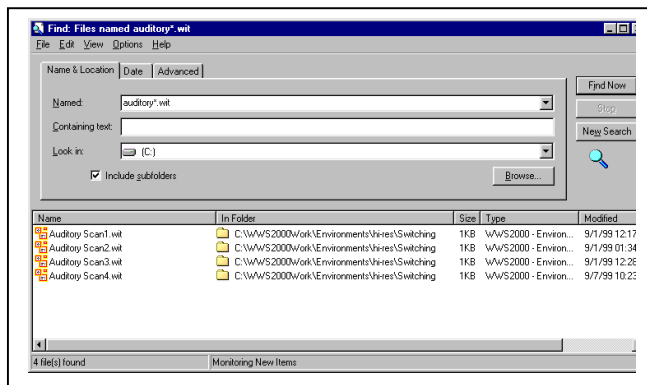 Find: Files named auditory*.wit
File Edit View Options Help
Name & Location Date Advanced
Named: auditory*.wit
Containing text:
Look in: (C:)
Include subfolders
Browse...
Find Now
Stop
New Search
Name In Folder Size Type Modified
Auditory Scan1.wit C:\WWS2000Work\Environments\hi-res\Switching 1KB WWS2000 - Environ... 9/1/99 12:17
Auditory Scan2.wit C:\WWS2000Work\Environments\hi-res\Switching 1KB WWS2000 - Environ... 9/1/99 01:34
Auditory Scan3.wit C:\WWS2000Work\Environments\hi-res\Switching 1KB WWS2000 - Environ... 9/1/99 12:26
Auditory Scan4.wit C:\WWS2000Work\Environments\hi-res\Switching 1KB WWS2000 - Environ... 9/7/99 10:23
4 file(s) found Monitoring New Items